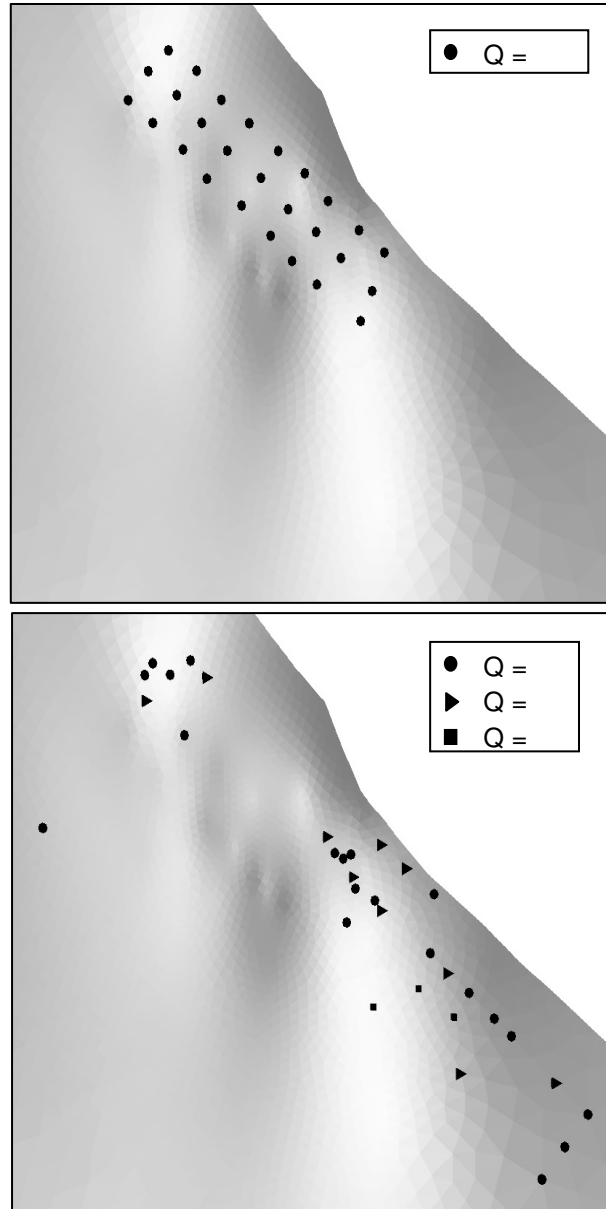 Q =
Q =
Q =
Q =